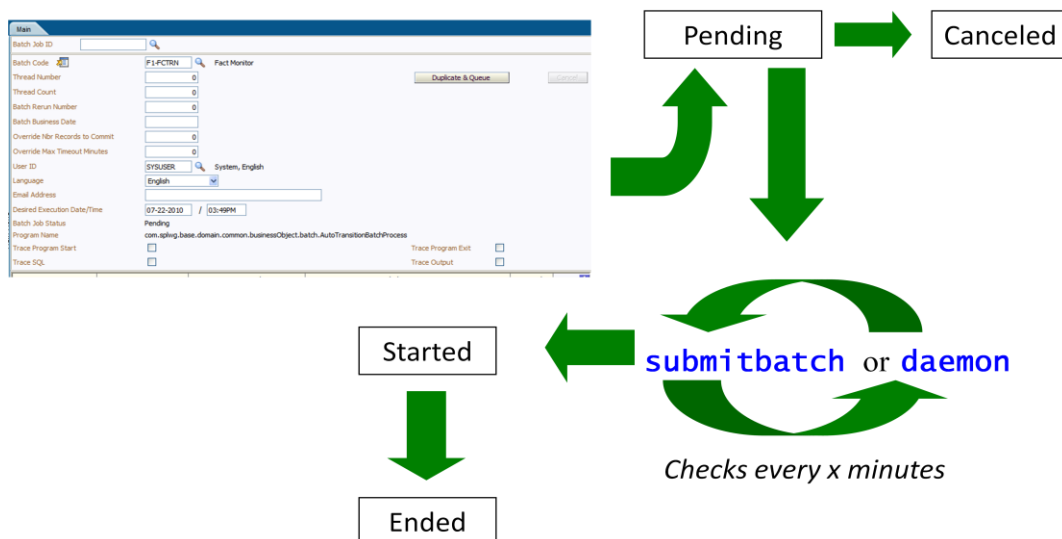 Main
Batch Job ID
Batch Code F1-FCTRN Fact Monitor
Thread Number 0 Duplicate & Queue Cancel
Thread Count 0
Batch Rerun Number 0
Batch Business Date
Override Nbr Records to Commit 0
Override Max Timeout Minutes 0
User ID SYSUSER System, English
Language English
Email Address
Desired Execution Date/Time 07-22-2010 / 03:49PM
Batch Job Status Pending
Program Name com.splwg.base.domain.common.businessObject.batch.AutoTransitionBatchProcess
Trace Program Start Trace Program Exit
Trace SQL Trace Output
Pending
Canceled
submitbatch or daemon
Checks every x minutes
Started
Ended